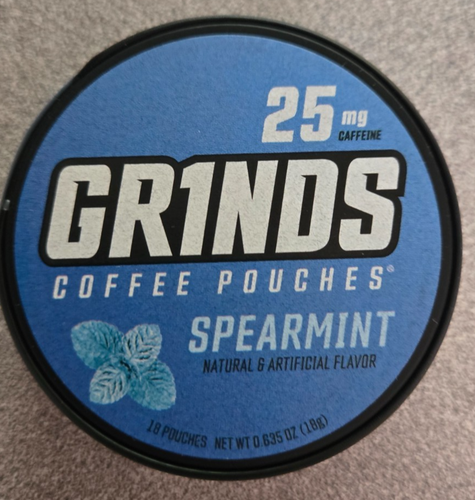 25 mg
CAFFEINE
GR1NDS
COFFEE POUCHES®
SPEARMINT
NATURAL & ARTIFICIAL FLAVOR
18 POUCHES NET WT 0.635 OZ (18g)